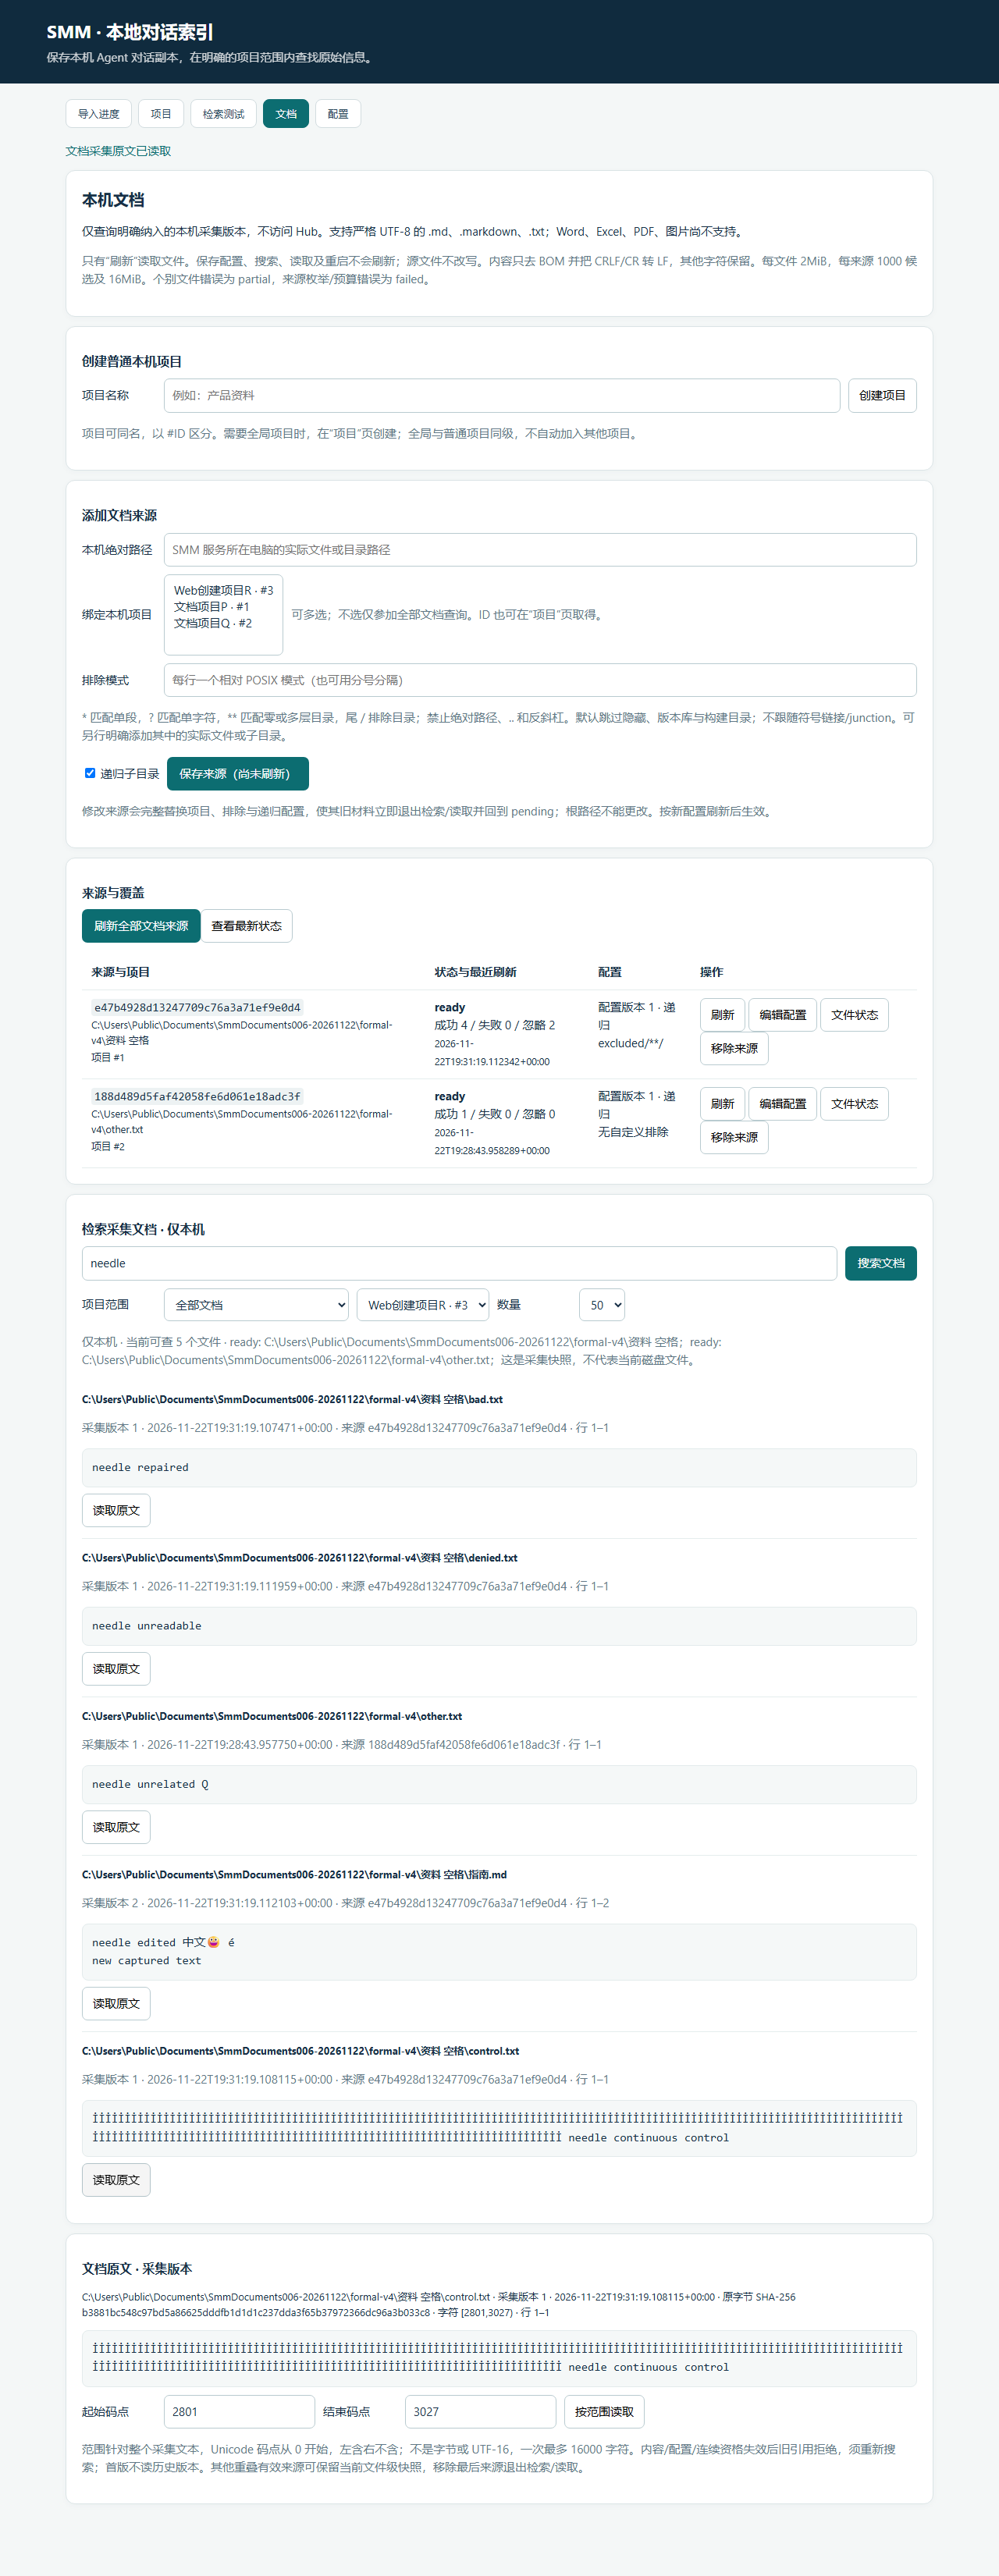 SMM · 本地对话索引
保存本机 Agent 对话副本，在明确的项目范围内查找原始信息。
导入进度 项目 检索测试 文档 配置
文档采集原文已读取
本机文档
仅查询明确纳入的本机采集版本，不访问 Hub。支持严格 UTF-8 的 .md、.markdown、.txt；Word、Excel、PDF、图片尚不支持。
只有“刷新”读取文件。保存配置、搜索、读取及重启不会刷新；源文件不改写。内容只去 BOM 并把 CRLF/CR 转 LF，其他字符保留。每文件 2MiB，每来源 1000 候
选及 16MiB。个别文件错误为 partial，来源枚举/预算错误为 failed。
创建普通本机项目
项目名称 例如：产品资料 创建项目
项目可同名，以 #ID 区分。需要全局项目时，在“项目”页创建；全局与普通项目同级，不自动加入其他项目。
添加文档来源
本机绝对路径 SMM 服务所在电脑的实际文件或目录路径
Web创建项目R · #3
文档项目P · #1
文档项目Q · #2
绑定本机项目 可多选；不选仅参加全部文档查询。ID 也可在“项目”页取得。
排除模式 每行一个相对 POSIX 模式（也可用分号分隔）
* 匹配单段，? 匹配单字符，** 匹配零或多层目录，尾 / 排除目录；禁止绝对路径、.. 和反斜杠。默认跳过隐藏、版本库与构建目录；不跟随符号链接/junction。可
另行明确添加其中的实际文件或子目录。
递归子目录 保存来源（尚未刷新）
修改来源会完整替换项目、排除与递归配置，使其旧材料立即退出检索/读取并回到 pending；根路径不能更改。按新配置刷新后生效。
来源与覆盖
刷新全部文档来源 查看最新状态
来源与项目 状态与最近刷新 配置 操作
e47b4928d13247709c76a3a71ef9e0d4
C:\Users\Public\Documents\SmmDocuments006-20261122\formal-
v4\资料 空格
项目 #1
ready
成功 4 / 失败 0 / 忽略 2
2026-11-
22T19:31:19.112342+00:00
配置版本 1 · 递
归
excluded/**/
刷新 编辑配置 文件状态
移除来源
188d489d5faf42058fe6d061e18adc3f
C:\Users\Public\Documents\SmmDocuments006-20261122\formal-
v4\other.txt
项目 #2
ready
成功 1 / 失败 0 / 忽略 0
2026-11-
22T19:28:43.958289+00:00
配置版本 1 · 递
归
无自定义排除
刷新 编辑配置 文件状态
移除来源
检索采集文档 · 仅本机
needle 搜索文档
项目范围 全部文档 Web创建项目R · #3 数量 50
仅本机 · 当前可查 5 个文件 · ready: C:\Users\Public\Documents\SmmDocuments006-20261122\formal-v4\资料 空格；ready:
C:\Users\Public\Documents\SmmDocuments006-20261122\formal-v4\other.txt；这是采集快照，不代表当前磁盘文件。
C:\Users\Public\Documents\SmmDocuments006-20261122\formal-v4\资料 空格\bad.txt
采集版本 1 · 2026-11-22T19:31:19.107471+00:00 · 来源 e47b4928d13247709c76a3a71ef9e0d4 · 行 1–1
needle repaired
读取原文
C:\Users\Public\Documents\SmmDocuments006-20261122\formal-v4\资料 空格\denied.txt
采集版本 1 · 2026-11-22T19:31:19.111959+00:00 · 来源 e47b4928d13247709c76a3a71ef9e0d4 · 行 1–1
needle unreadable
读取原文
C:\Users\Public\Documents\SmmDocuments006-20261122\formal-v4\other.txt
采集版本 1 · 2026-11-22T19:28:43.957750+00:00 · 来源 188d489d5faf42058fe6d061e18adc3f · 行 1–1
needle unrelated Q
读取原文
C:\Users\Public\Documents\SmmDocuments006-20261122\formal-v4\资料 空格\指南.md
采集版本 2 · 2026-11-22T19:31:19.112103+00:00 · 来源 e47b4928d13247709c76a3a71ef9e0d4 · 行 1–2
needle edited 中文😀 é
new captured text
读取原文
C:\Users\Public\Documents\SmmDocuments006-20261122\formal-v4\资料 空格\control.txt
采集版本 1 · 2026-11-22T19:31:19.108115+00:00 · 来源 e47b4928d13247709c76a3a71ef9e0d4 · 行 1–1
needle continuous control
读取原文
文档原文 · 采集版本
C:\Users\Public\Documents\SmmDocuments006-20261122\formal-v4\资料 空格\control.txt · 采集版本 1 · 2026-11-22T19:31:19.108115+00:00 · 原字节 SHA-256
b3881bc548c97bd5a86625dddfb1d1d1c237dda3f65b37972366dc96a3b033c8 · 字符 [2801,3027) · 行 1–1
needle continuous control
起始码点 2801 结束码点 3027 按范围读取
范围针对整个采集文本，Unicode 码点从 0 开始，左含右不含；不是字节或 UTF-16，一次最多 16000 字符。内容/配置/连续资格失效后旧引用拒绝，须重新搜
索；首版不读历史版本。其他重叠有效来源可保留当前文件级快照，移除最后来源退出检索/读取。